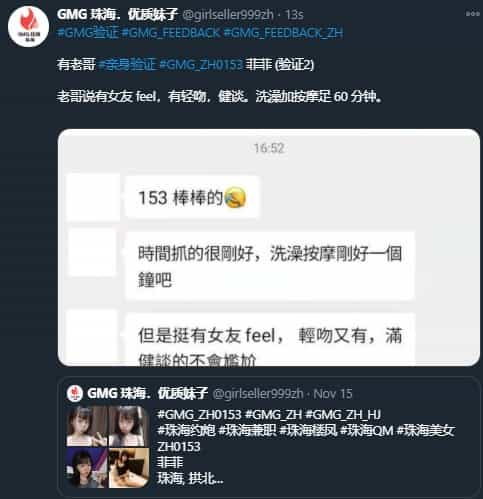 GMG 珠海．优质妹子 @girlseller999zh · 13s
#GMG验证 #GMG_FEEDBACK #GMG_FEEDBACK_ZH
有老哥 #亲身验证 #GMG_ZH0153 菲菲 (验证2)
老哥说有女友 feel，有轻吻，健谈。洗澡加按摩足 60 分钟。
16:52
153 棒棒的
時間抓的很剛好，洗澡按摩剛好一個
鐘吧
但是挺有女友 feel， 輕吻又有，滿
健談的不會尷尬
GMG 珠海．优质妹子 @girlseller999zh · Nov 15
#GMG_ZH0153 #GMG_ZH #GMG_ZH_HJ
#珠海约炮 #珠海兼职 #珠海楼凤 #珠海QM #珠海美女
ZH0153
菲菲
珠海, 拱北...